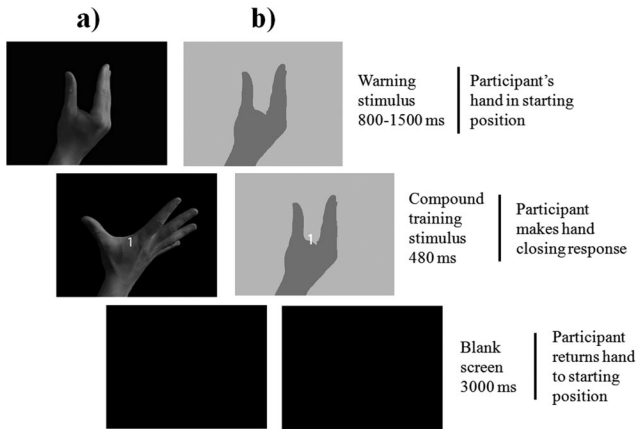 a)
b)
Warning
stimulus
800-1500 ms
Participant's
hand in starting
position
1
1
Compound
training
stimulus
480 ms
Participant
makes hand
closing response
Blank
screen
3000 ms
Participant
returns hand
to starting
position